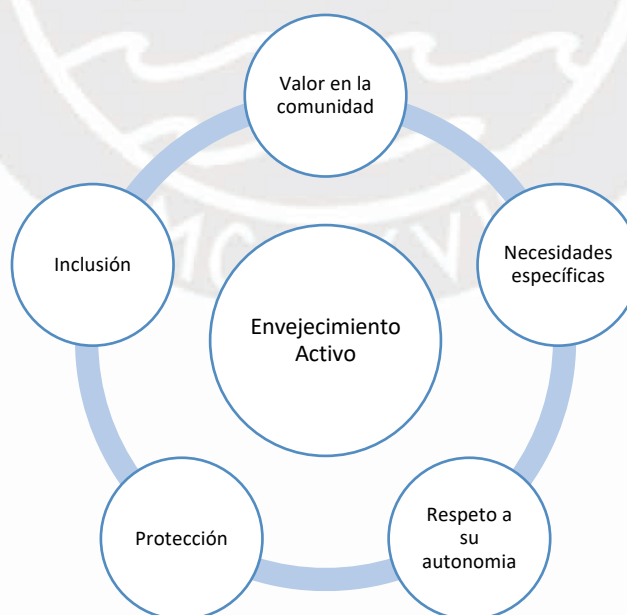 Valor en la
comunidad
Necesidades
específicas
Respeto a
su
autonomia
Protección
Inclusión
Envejecimiento
Activo